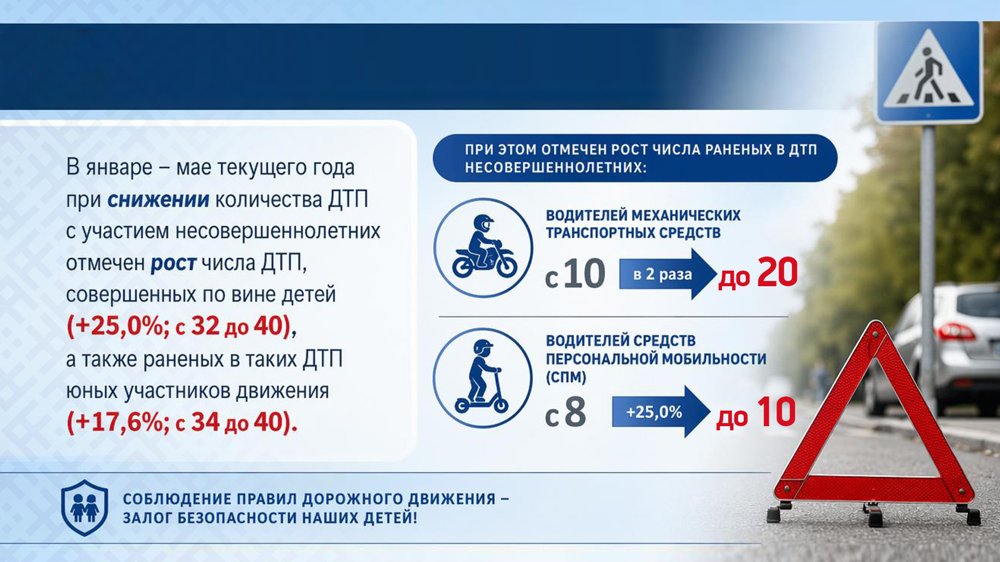 В январе – мае текущего года
при снижении количества ДТП
с участием несовершеннолетних
отмечен рост числа ДТП,
совершенных по вине детей
(+25,0%; с 32 до 40),
а также раненых в таких ДТП
юных участников движения
(+17,6%; с 34 до 40).
ПРИ ЭТОМ ОТМЕЧЕН РОСТ ЧИСЛА РАНЕНЫХ В ДТП
НЕСОВЕРШЕННОЛЕТНИХ:
ВОДИТЕЛЕЙ МЕХАНИЧЕСКИХ
ТРАНСПОРТНЫХ СРЕДСТВ
с 10 в 2 раза до 20
ВОДИТЕЛЕЙ СРЕДСТВ
ПЕРСОНАЛЬНОЙ МОБИЛЬНОСТИ
(СПМ)
с 8 +25,0% до 10
СОБЛЮДЕНИЕ ПРАВИЛ ДОРОЖНОГО ДВИЖЕНИЯ –
ЗАЛОГ БЕЗОПАСНОСТИ НАШИХ ДЕТЕЙ!